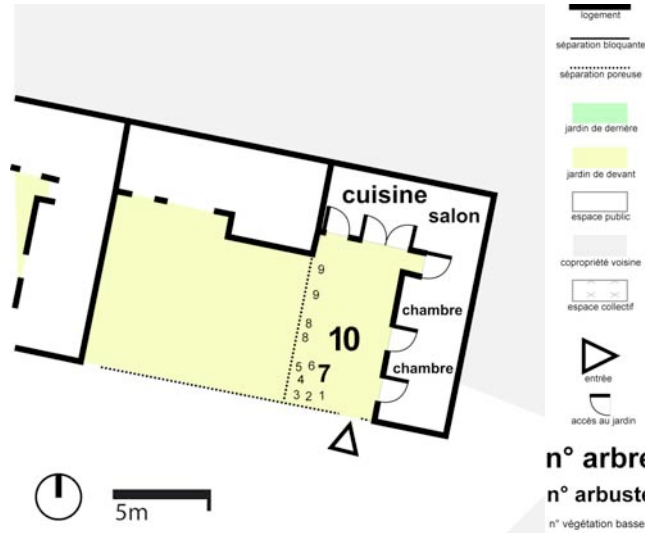 cuisine
salon
9
9
chambre
8
8
10
5 6 7
4
chambre
3 2 1
5m
logement
séparation bloquante
séparation poreuse
jardin de derrière
jardin de devant
espace public
copropriété voisine
espace collectif
entrée
accès au jardin
n° arbre
n° arbuste
n° végétation basse